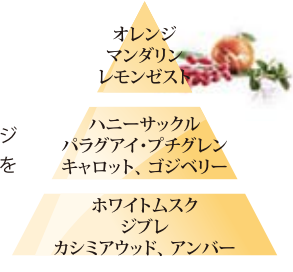 オレンジ
マンダリン
レモンゼスト
ハニーサックル
パラグアイ・プチグレン
キャロット、ゴジベリー
ホワイトムスク
ジブレ
カシミアウッド、アンバー
ジ
を